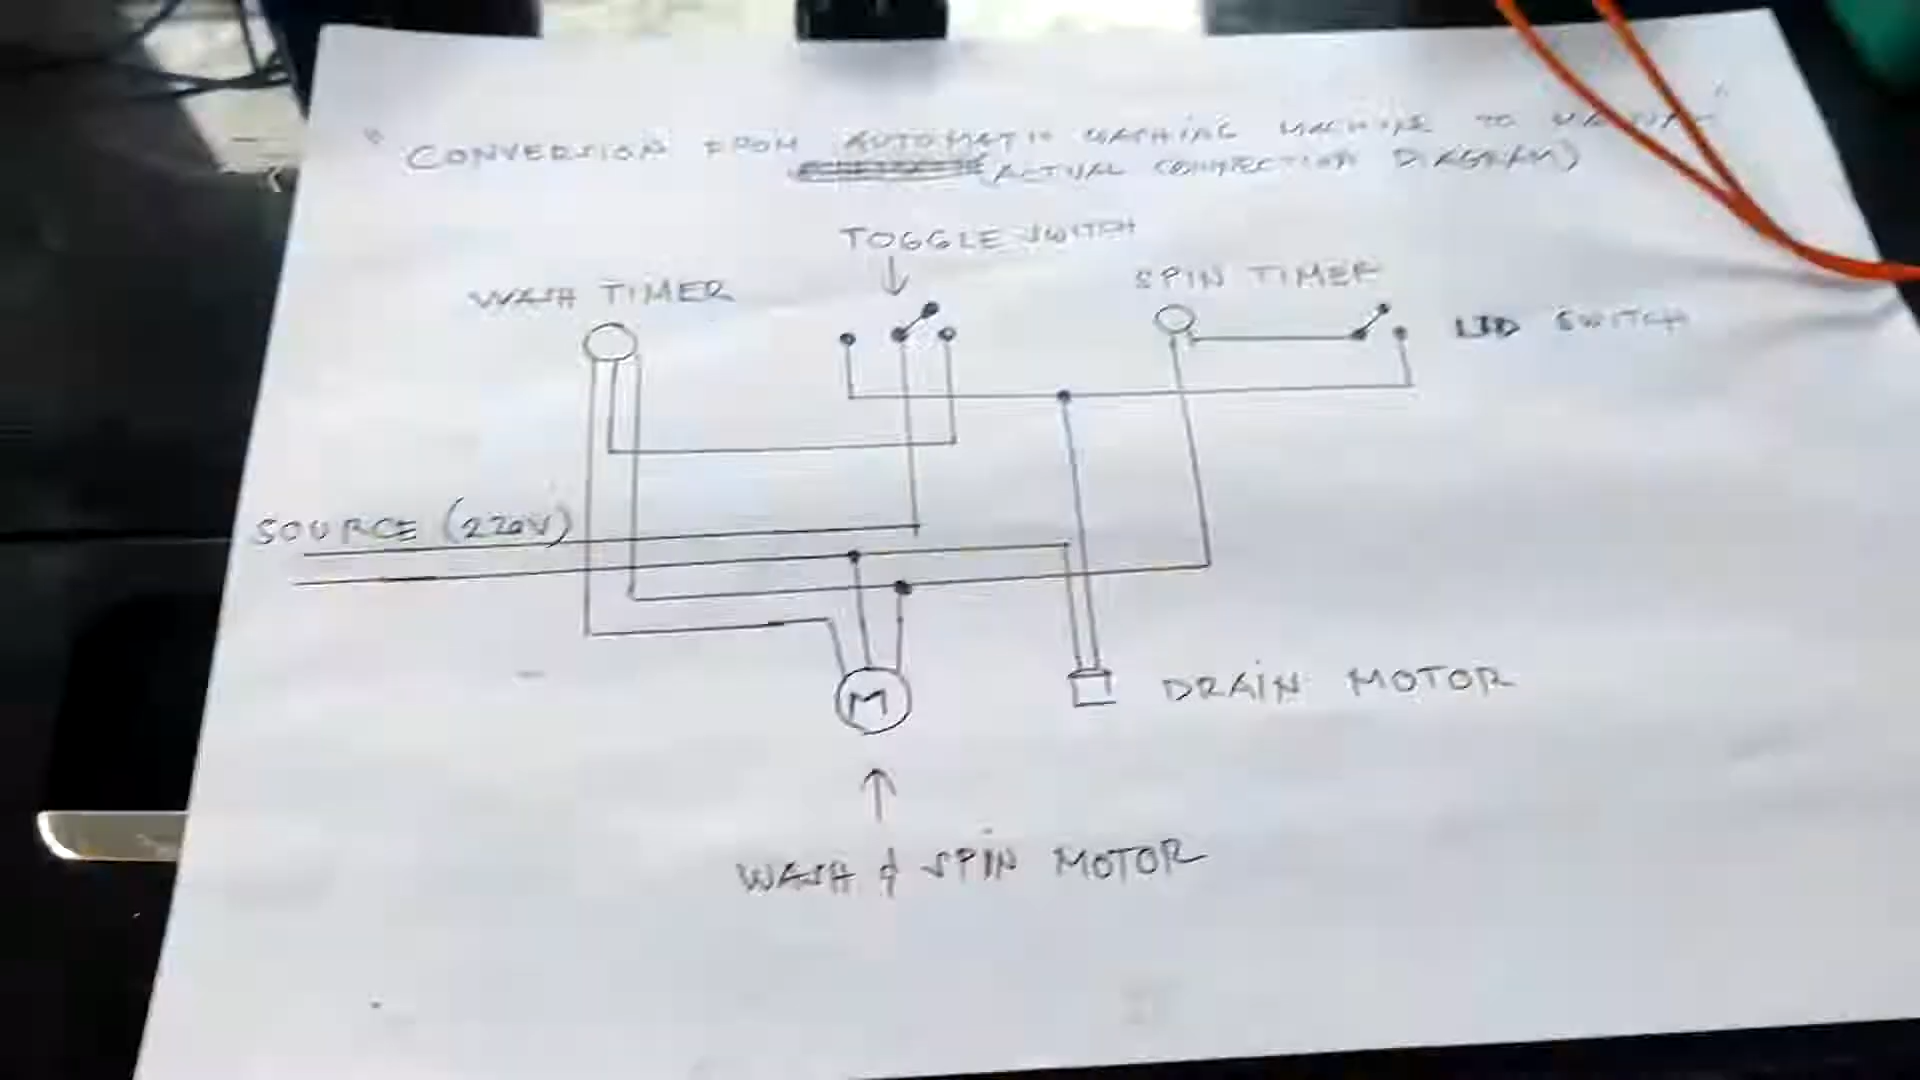 "CONVERSION FROM AUTOMATIC WASHING MACHINE TO MANUAL"
(ACTUAL CONNECTION DIAGRAM)
TOGGLE SWITCH
WASH TIMER
SPIN TIMER
LID SWITCH
SOURCE (220V)
M
DRAIN MOTOR
WASH & SPIN MOTOR